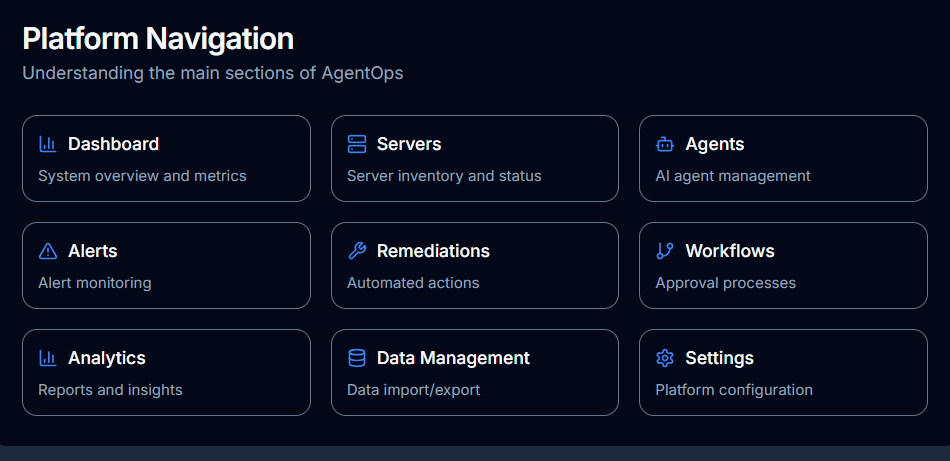 Platform Navigation
Understanding the main sections of AgentOps
Dashboard
System overview and metrics
Servers
Server inventory and status
Agents
AI agent management
Alerts
Alert monitoring
Remediations
Automated actions
Workflows
Approval processes
Analytics
Reports and insights
Data Management
Data import/export
Settings
Platform configuration